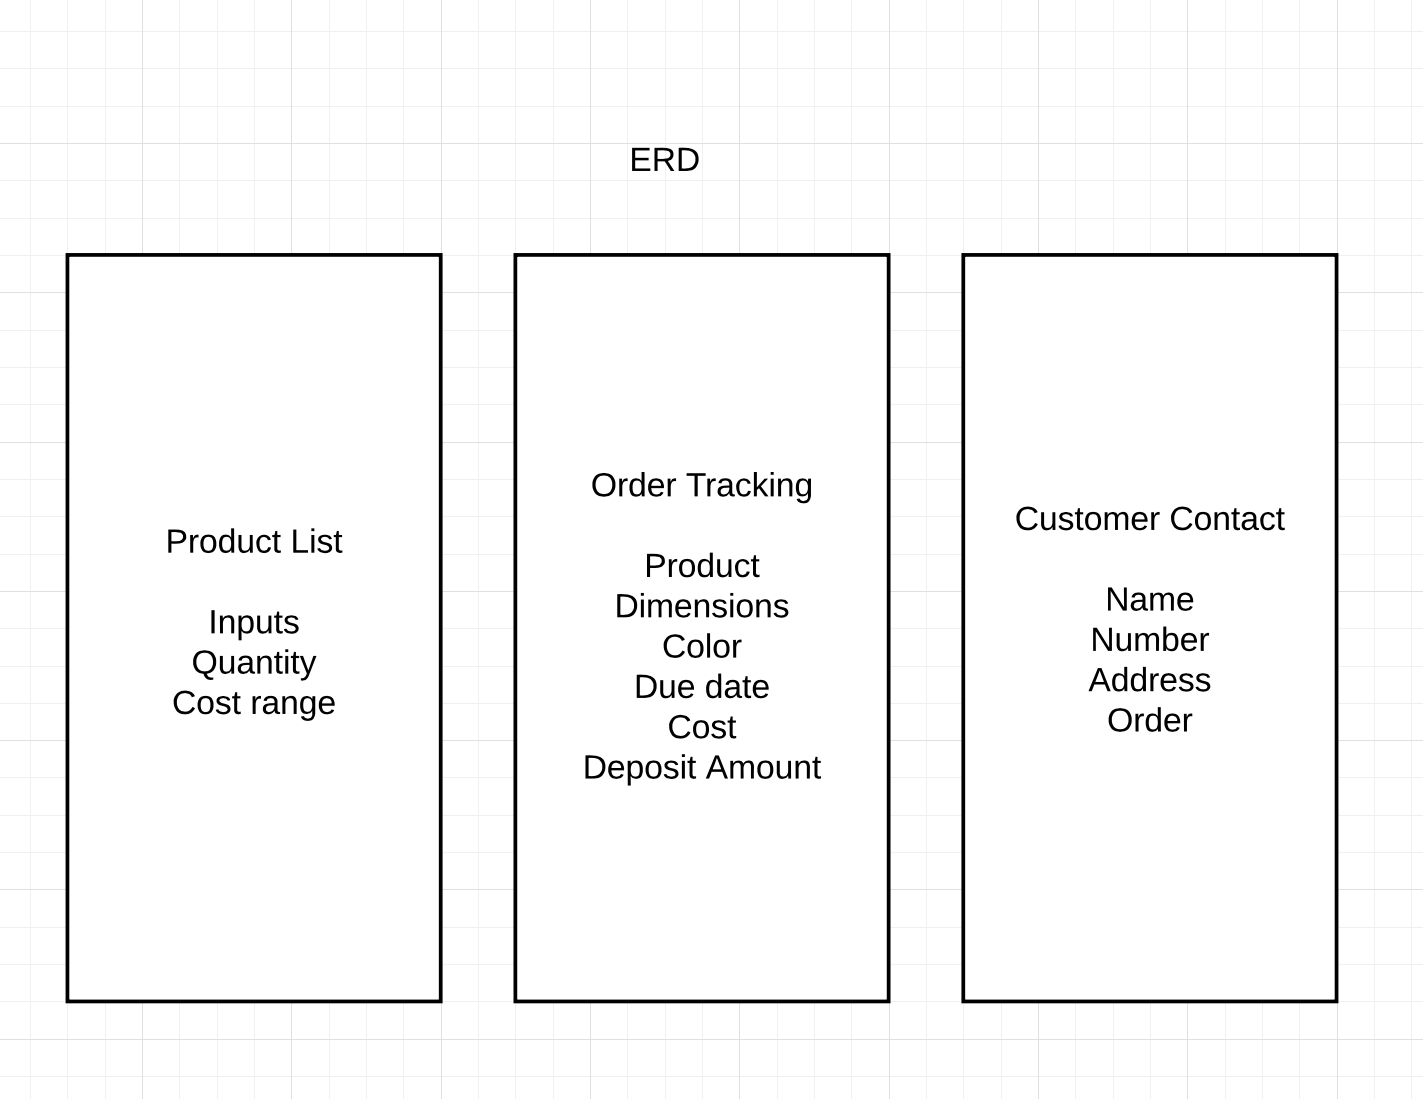 ERD
Product List
Inputs
Quantity
Cost range
Order Tracking
Product
Dimensions
Color
Due date
Cost
Deposit Amount
Customer Contact
Name
Number
Address
Order